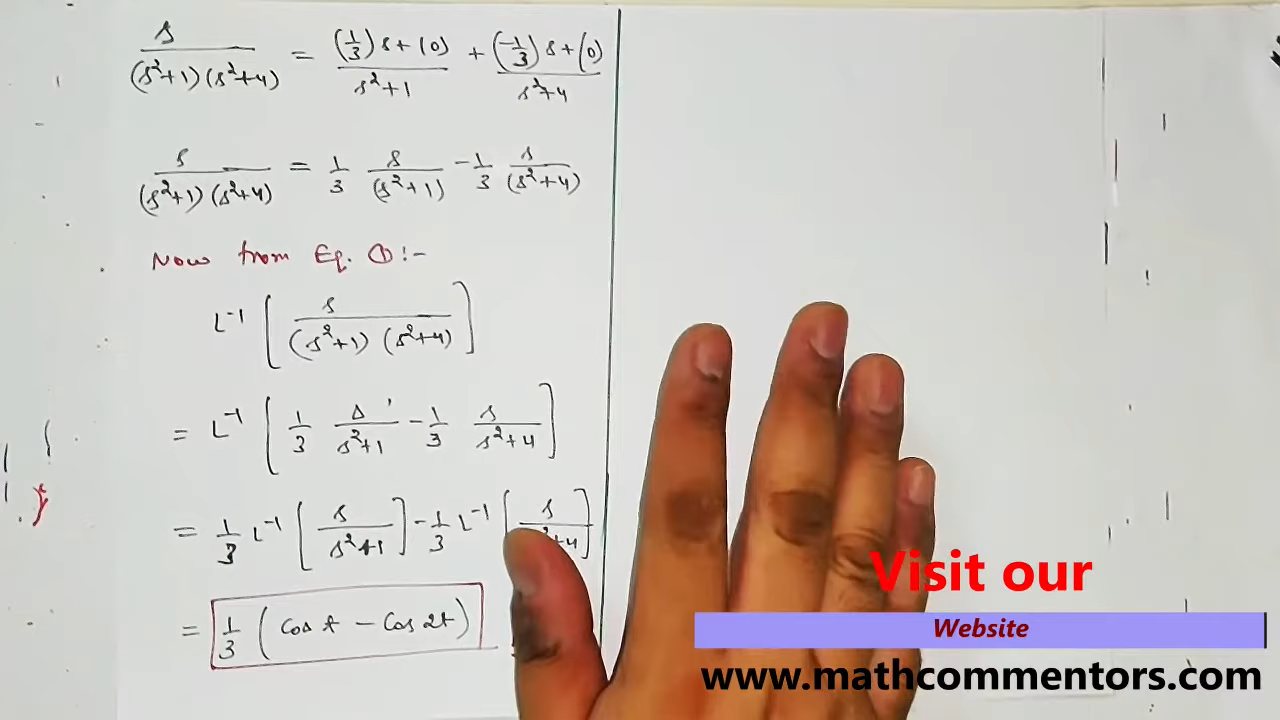 s/((s²+1)(s²+4)) = ((1/3)s+(0))/(s²+1) + ((-1/3)s+(0))/(s²+4)
s/((s²+1)(s²+4)) = 1/3 s/(s²+1) - 1/3 s/(s²+4)
Now from Eq. ①:-
L⁻¹ [s/((s²+1)(s²+4))]
= L⁻¹ [1/3 s/(s²+1) - 1/3 s/(s²+4)]
= 1/3 L⁻¹ [s/(s²+1)] - 1/3 L⁻¹ [s/(s²+4)]
= 1/3 (Cos t - Cos 2t)
Visit our
Website
www.mathcommentors.com